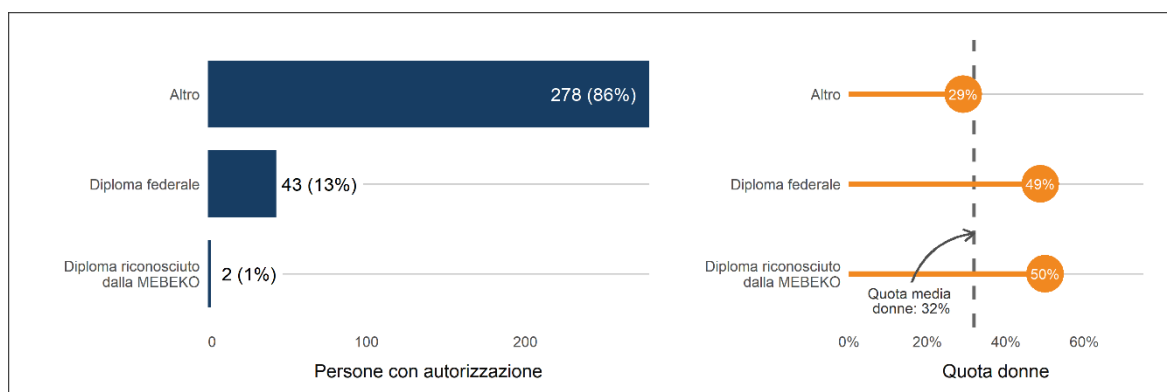 Altro
278 (86%)
Diploma federale
43 (13%)
Diploma riconosciuto
dalla MEBEKO
2 (1%)
0
100
200
Persone con autorizzazione
Altro
29%
Diploma federale
49%
Diploma riconosciuto
dalla MEBEKO
50%
Quota media
donne: 32%
0%
20%
40%
60%
Quota donne